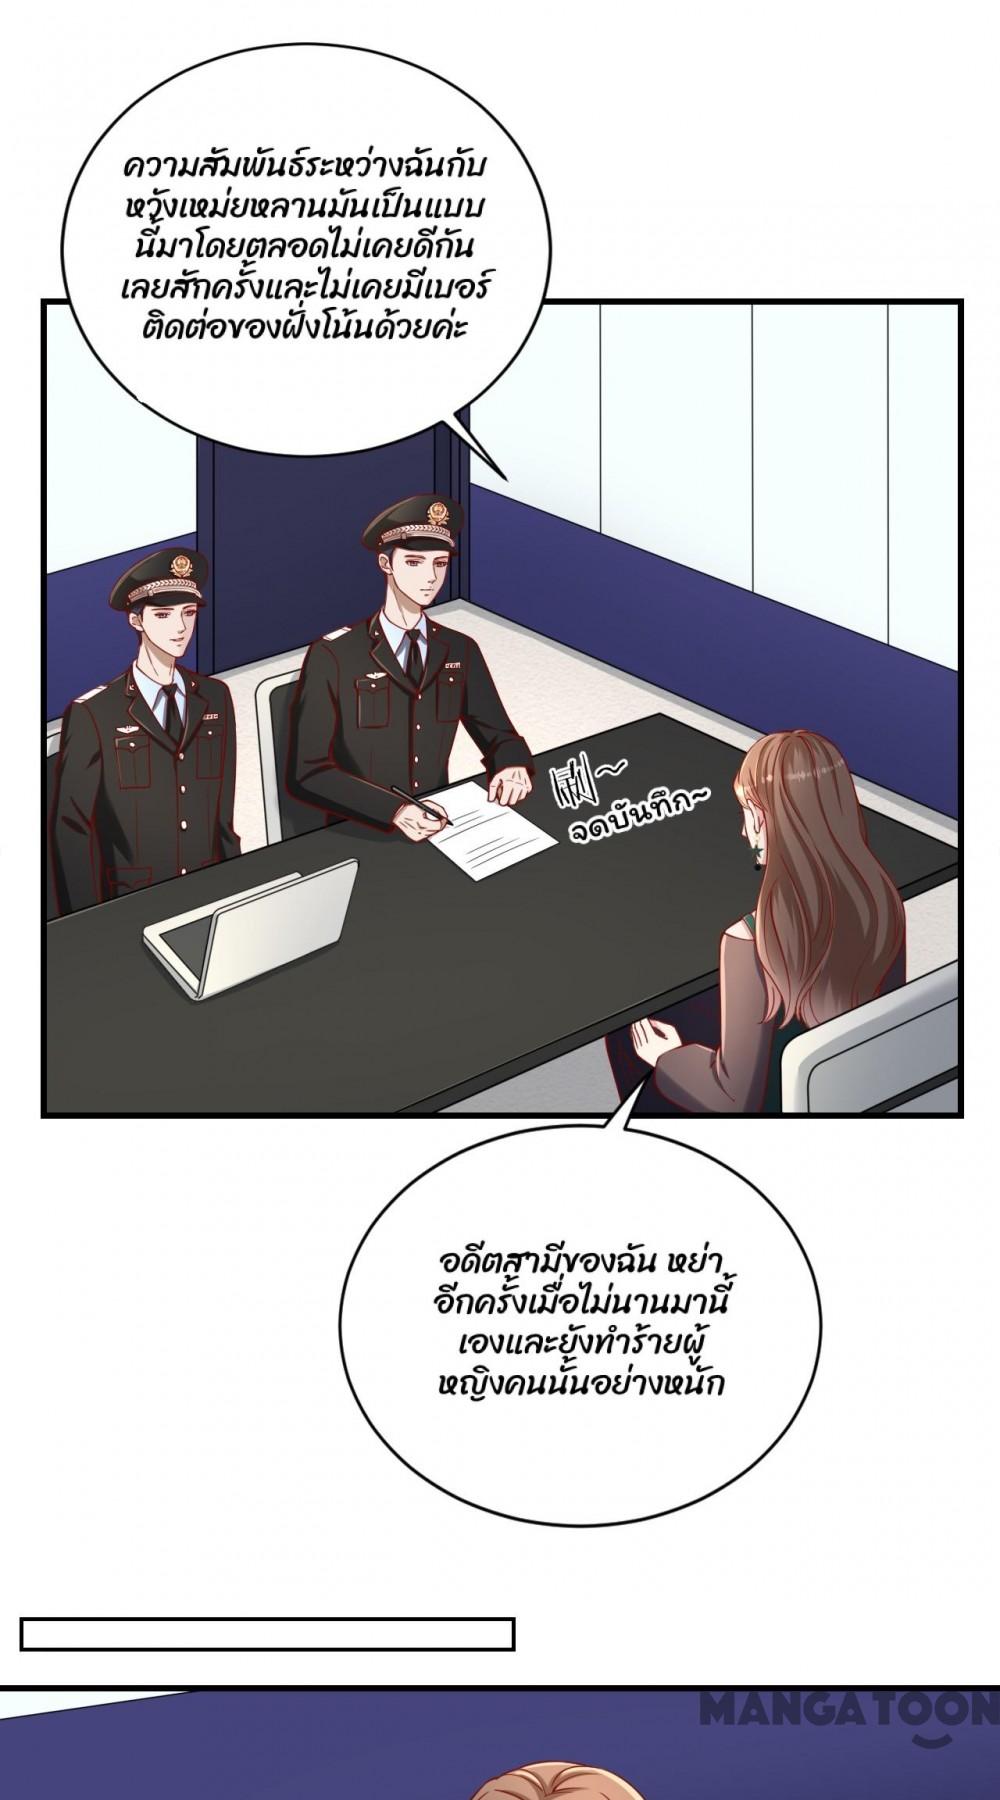 ความสัมพันธ์ระหว่างฉันกับ
หวังเหม่ยหลานมันเป็นแบบ
นี้มาโดยตลอดไม่เคยดีกัน
เลยสักครั้งและไม่เคยมีเบอร์
ติดต่อของฝั่งโน้นด้วยค่ะ
จดบันทึก~
อดีตสามีของฉัน หย่า
อีกครั้งเมื่อไม่นานมานี้
เองและยังทำร้ายผู้
หญิงคนนั้นอย่างหนัก
MANGATOON